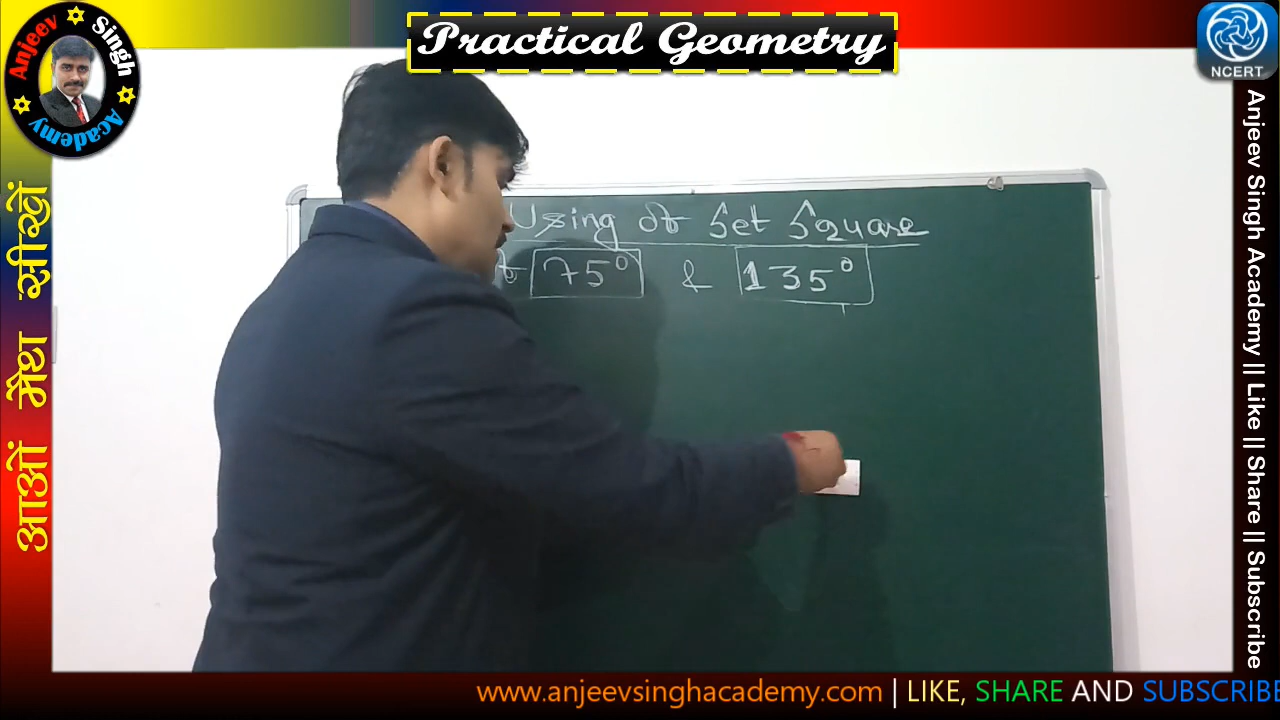 Practical Geometry
Anjeev Singh Academy
NCERT
Using of Set Square
75° & 135°
आओं मैथ सीखें
Anjeev Singh Academy || Like || Share || Subscribe
www.anjeevsinghacademy.com | LIKE, SHARE AND SUBSCRIBE